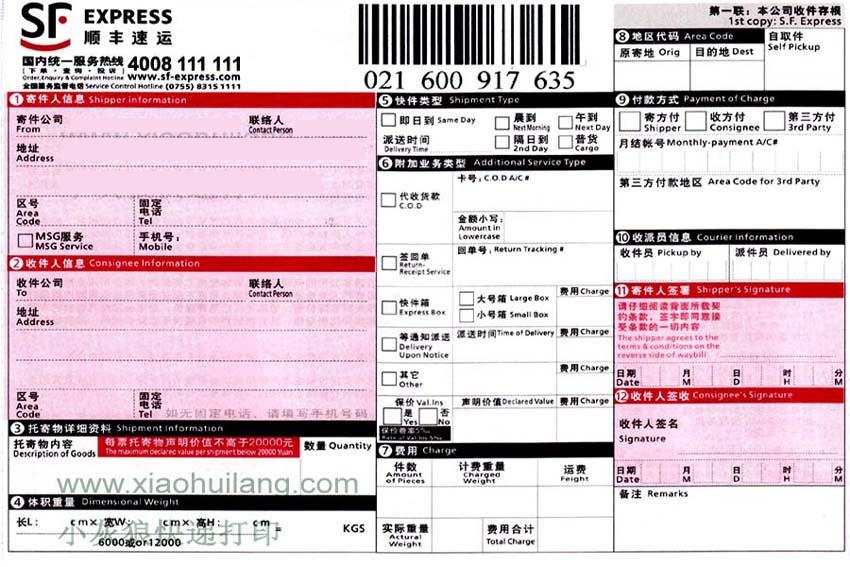 SF EXPRESS
顺丰速运
国内统一服务热线 4008 111 111
[下单·查询·投诉]
Order,Enquiry & Complaint Hotline www.sf-express.com
全国服务监督电话 Service Control Hotline (0755) 8315 1111
021 600 917 635
第一联：本公司收件存根
1st copy: S.F. Express
① 寄件人信息 Shipper information
寄件公司 联络人
From Contact Person
地址
Address
区号 固定
Area 电话
Code Tel
MSG服务 手机号：
MSG Service Mobile
② 收件人信息 Consignee Information
收件公司 联络人
To Contact Person
地址
Address
区号 固定
Area 电话
Code Tel
如无固定电话、请填写手机号码
③ 托寄物详细资料 Shipment Information
托寄物内容 每票托寄物声明价值不高于20000元 数量 Quantity
Description of Goods The maximum declared value per shipment below 20000 Yuan
www.xiaohuilang.com
④ 体积重量 Dimensional Weight
长L： cm× 宽W： cm× 高H： cm = KGS
6000或or12000
小灰狼快递打印
⑤ 快件类型 Shipment Type
即日到 Same Day 晨到 午到
Next Morning Next Day
派送时间 隔日到 普货
Delivery Time 2nd Day CARGO
⑥ 附加业务类型 Additional Service Type
代收货款 卡号：C.O.D A/C#
C.O.D
金额小写：
Amount in
Lowercase
签回单 回单号：Return Tracking #
Return-
Receipt Service
快件箱 大号箱 Large Box 费用 Charge
Express Box 小号箱 Small Box
等通知派送 派送时间Time of Delivery 费用 Charge
Delivery
Upon Notice
其它 费用 Charge
Other
保价 Val.Ins 声明价值Declared Value 费用 Charge
是 否
Yes No
保价费率5‰
Rate of Val Ins 5‰
⑦ 费用 Charge
件数 计费重量 运费
Amount Charged Feight
of Pieces Weight
实际重量 费用合计
Actural Total Charge
Weight
⑧ 地区代码 Area Code 自取件
原寄地 Orig 目的地 Dest Self Pickup
⑨ 付款方式 Payment of Charge
寄方付 收方付 第三方付
Shipper Consignee 3rd Party
月结帐号Monthly-payment A/C#
第三方付款地区 Area Code for 3rd Party
⑩ 收派员信息 Courier Information
收件员 Pickup by 派件员 Delivered by
⑪ 寄件人签署 Shipper's Signature
请仔细阅读背面所载契
约条款，签字即同意接
受条款的一切内容
The shipper agrees to the
terms & conditions on the
reverse side of waybill
日期 月 日 时 分
Date M D H M
⑫ 收件人签收 Consignee's Signature
收件人签名
Signature
日期 月 日 时 分
Date M D H M
备注 Remarks